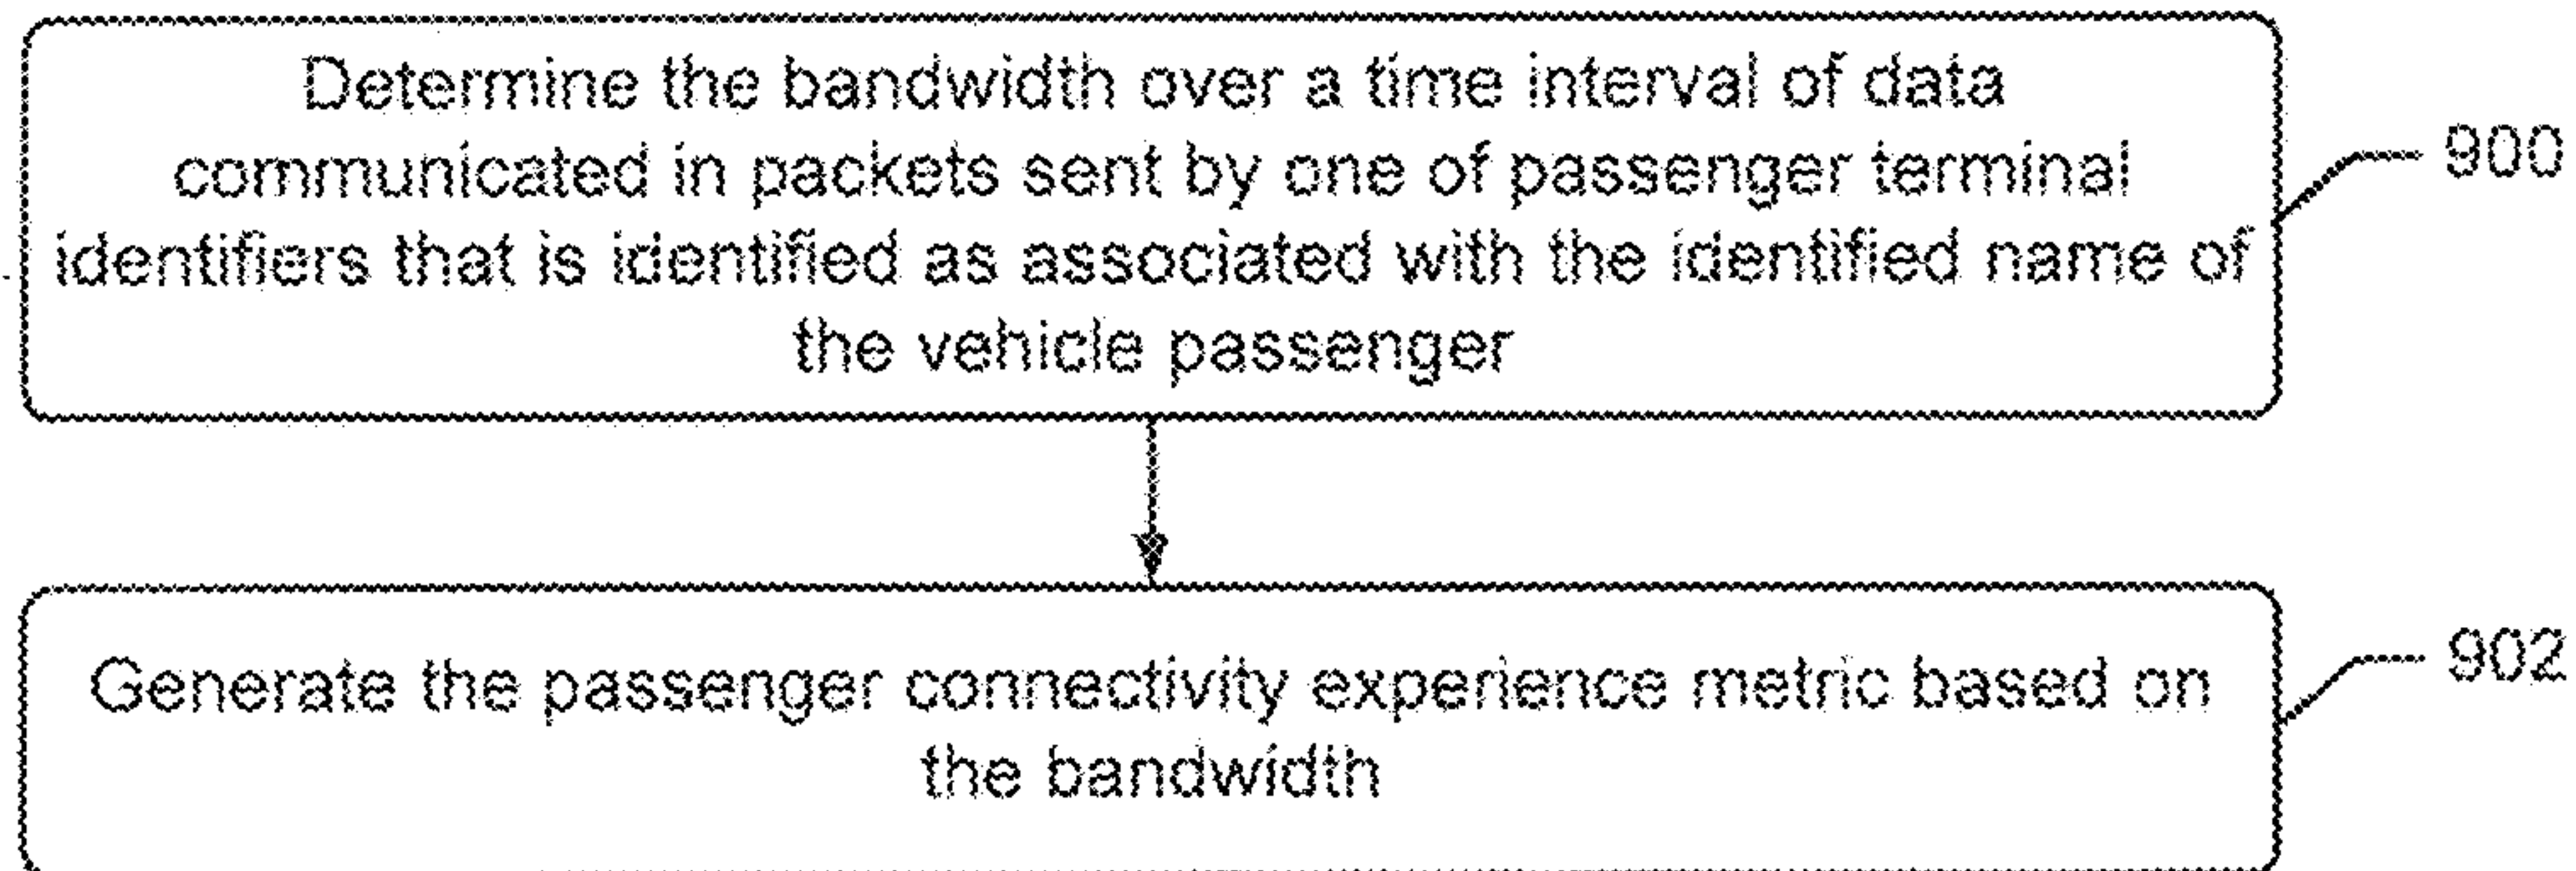 Determine the bandwidth over a time interval of data
communicated in packets sent by one of passenger terminal
identifiers that is identified as associated with the identified name of
the vehicle passenger
900
Generate the passenger connectivity experience metric based on
the bandwidth
902